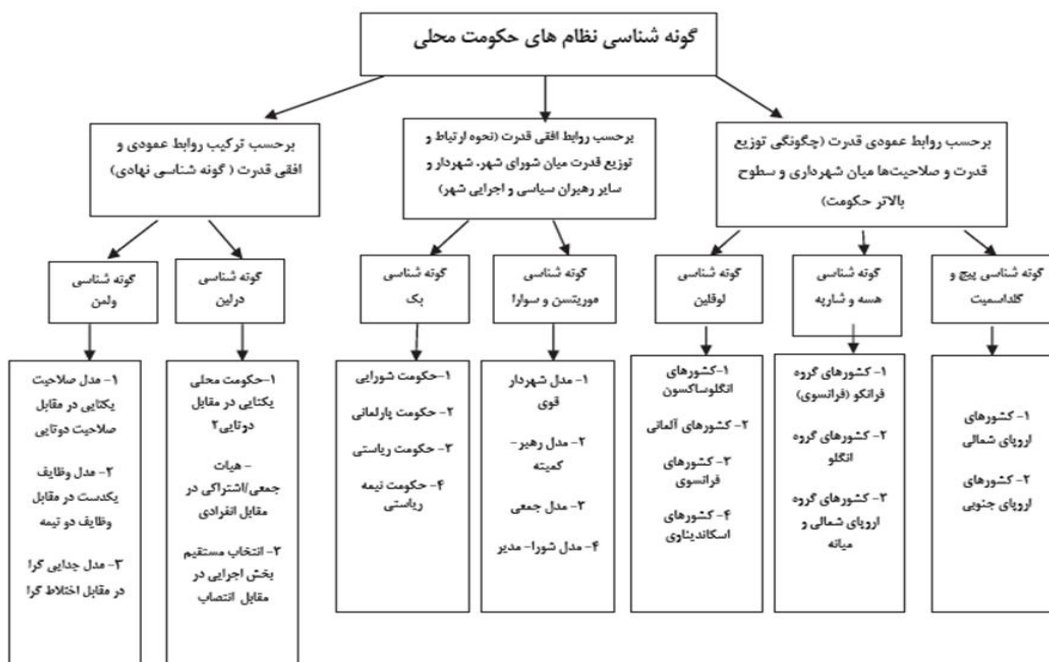 گونه شناسی نظام های حکومت محلی
برحسب روابط عمودی قدرت (چگونگی توزیع
قدرت و صلاحیت‌ها میان شهرداری و سطوح
بالاتر حکومت)
برحسب روابط افقی قدرت (نحوه ارتباط و
توزیع قدرت میان شورای شهر، شهردار و
سایر رهبران سیاسی و اجرایی شهر)
برحسب ترکیب روابط عمودی و
افقی قدرت ( گونه شناسی نهادی)
گونه شناسی پیج و
گلداسمیت
گونه شناسی
هسه و شارپه
گونه شناسی
لوقلین
گونه شناسی
موریتسن و سوارا
گونه شناسی
بک
گونه شناسی
درلین
گونه شناسی
ولمن
۱- کشورهای
اروپای شمالی
۲- کشورهای
اروپای جنوبی
۱- کشورهای گروه
فرانکو (فرانسوی)
۲- کشورهای گروه
انگلو
۳- کشورهای گروه
اروپای شمالی و
میانه
۱-کشورهای
انگلوساکسون
۲- کشورهای آلمانی
۳- کشورهای
فرانسوی
۴- کشورهای
اسکاندیناوی
۱- مدل شهردار
قوی
۲- مدل رهبر-
کمیته
۳- مدل جمعی
۴- مدل شورا- مدیر
۱-حکومت شورایی
۲- حکومت پارلمانی
۳- حکومت ریاستی
۴- حکومت نیمه
ریاستی
۱-حکومت محلی
یکتایی در مقابل
دوتایی۲
- هیات
جمعی/اشتراکی در
مقابل انفرادی
۳- انتخاب مستقیم
بخش اجرایی در
مقابل انتصاب
۱- مدل صلاحیت
یکتایی در مقابل
صلاحیت دوتایی
۲- مدل وظایف
یکدست در مقابل
وظایف دو نیمه
۳- مدل جدایی گرا
در مقابل اختلاط گرا